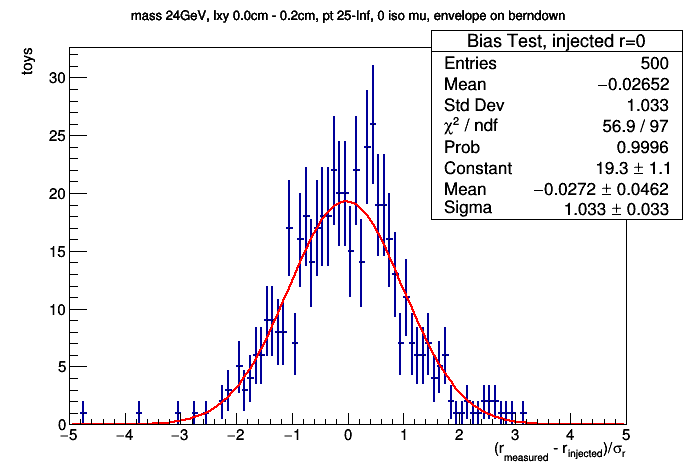 mass 24GeV, lxy 0.0cm - 0.2cm, pt 25-Inf, 0 iso mu, envelope on berndown
Bias Test, injected r=0
Entries 500
Mean −0.02652
Std Dev 1.033
χ² / ndf 56.9 / 97
Prob 0.9996
Constant 19.3 ± 1.1
Mean −0.0272 ± 0.0462
Sigma 1.033 ± 0.033
toys
30
25
20
15
10
5
0
−5 −4 −3 −2 −1 0 1 2 3 4 5
(r_measured - r_injected)/σ_r